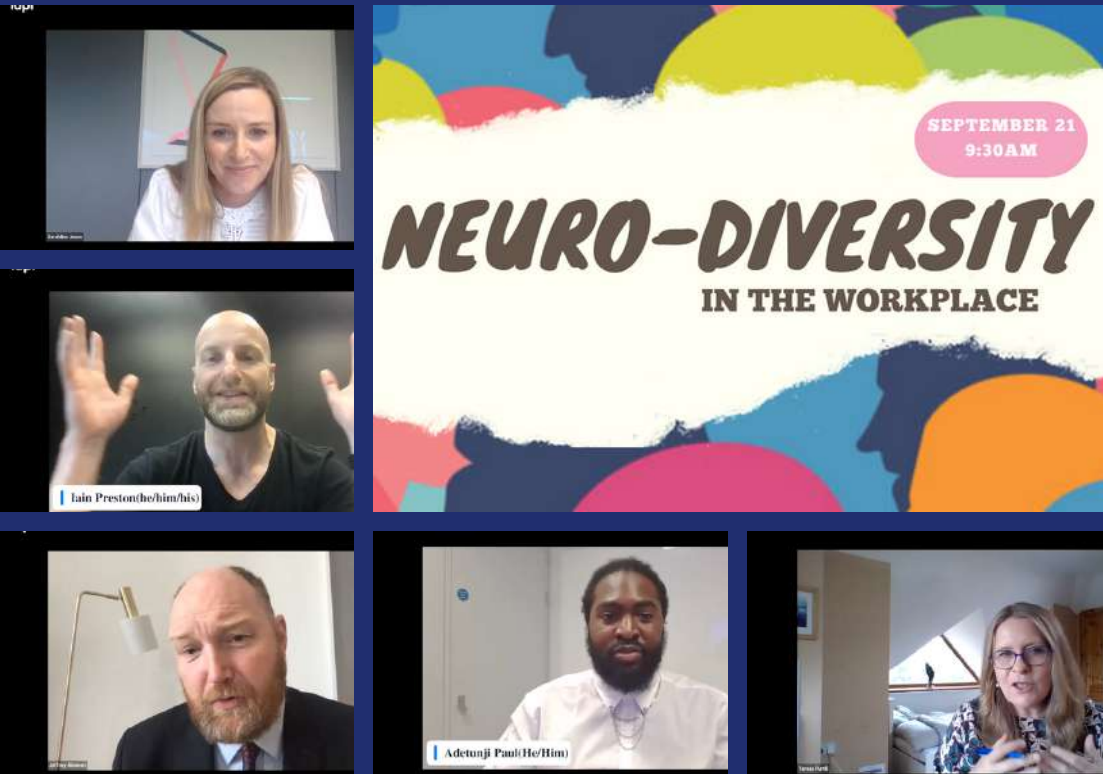 SEPTEMBER 21
9:30AM
NEURO-DIVERSITY
IN THE WORKPLACE
Iain Preston(he/him/his)
Adetunji Paul(He/Him)